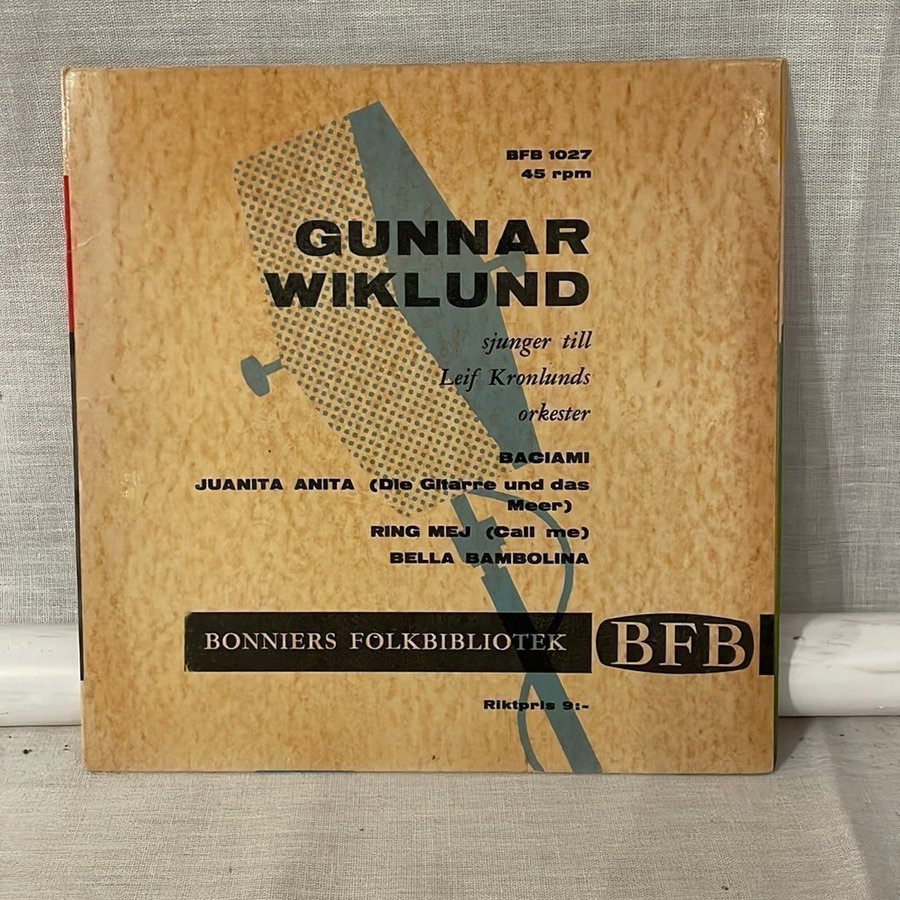 BFB 1027
45 rpm
GUNNAR
WIKLUND
sjunger till
Leif Kronlunds
orkester
BACIAMI
JUANITA ANITA (Die Gitarre und das
Meer)
RING MEJ (Call me)
BELLA BAMBOLINA
BONNIERS FOLKBIBLIOTEK BFB
Riktpris 9:-